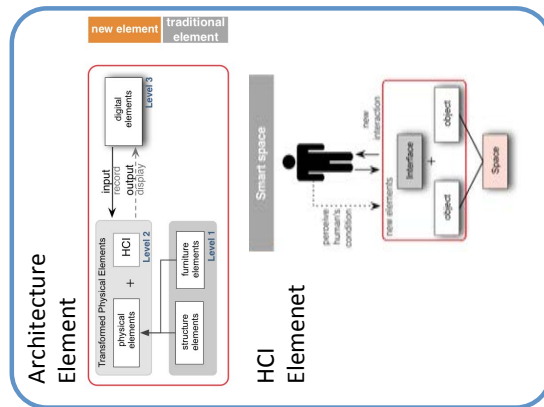 Architecture
Element
new element
traditional
element
Transformed Physical Elements
physical
elements
+
HCI
Level 2
input
record
output
display
digital
elements
Level 3
structure
elements
furniture
elements
Level 1
HCI
Elemenet
Smart space
perceive
human's
condition
new
interaction
new elements
Interface
+
object
object
Space